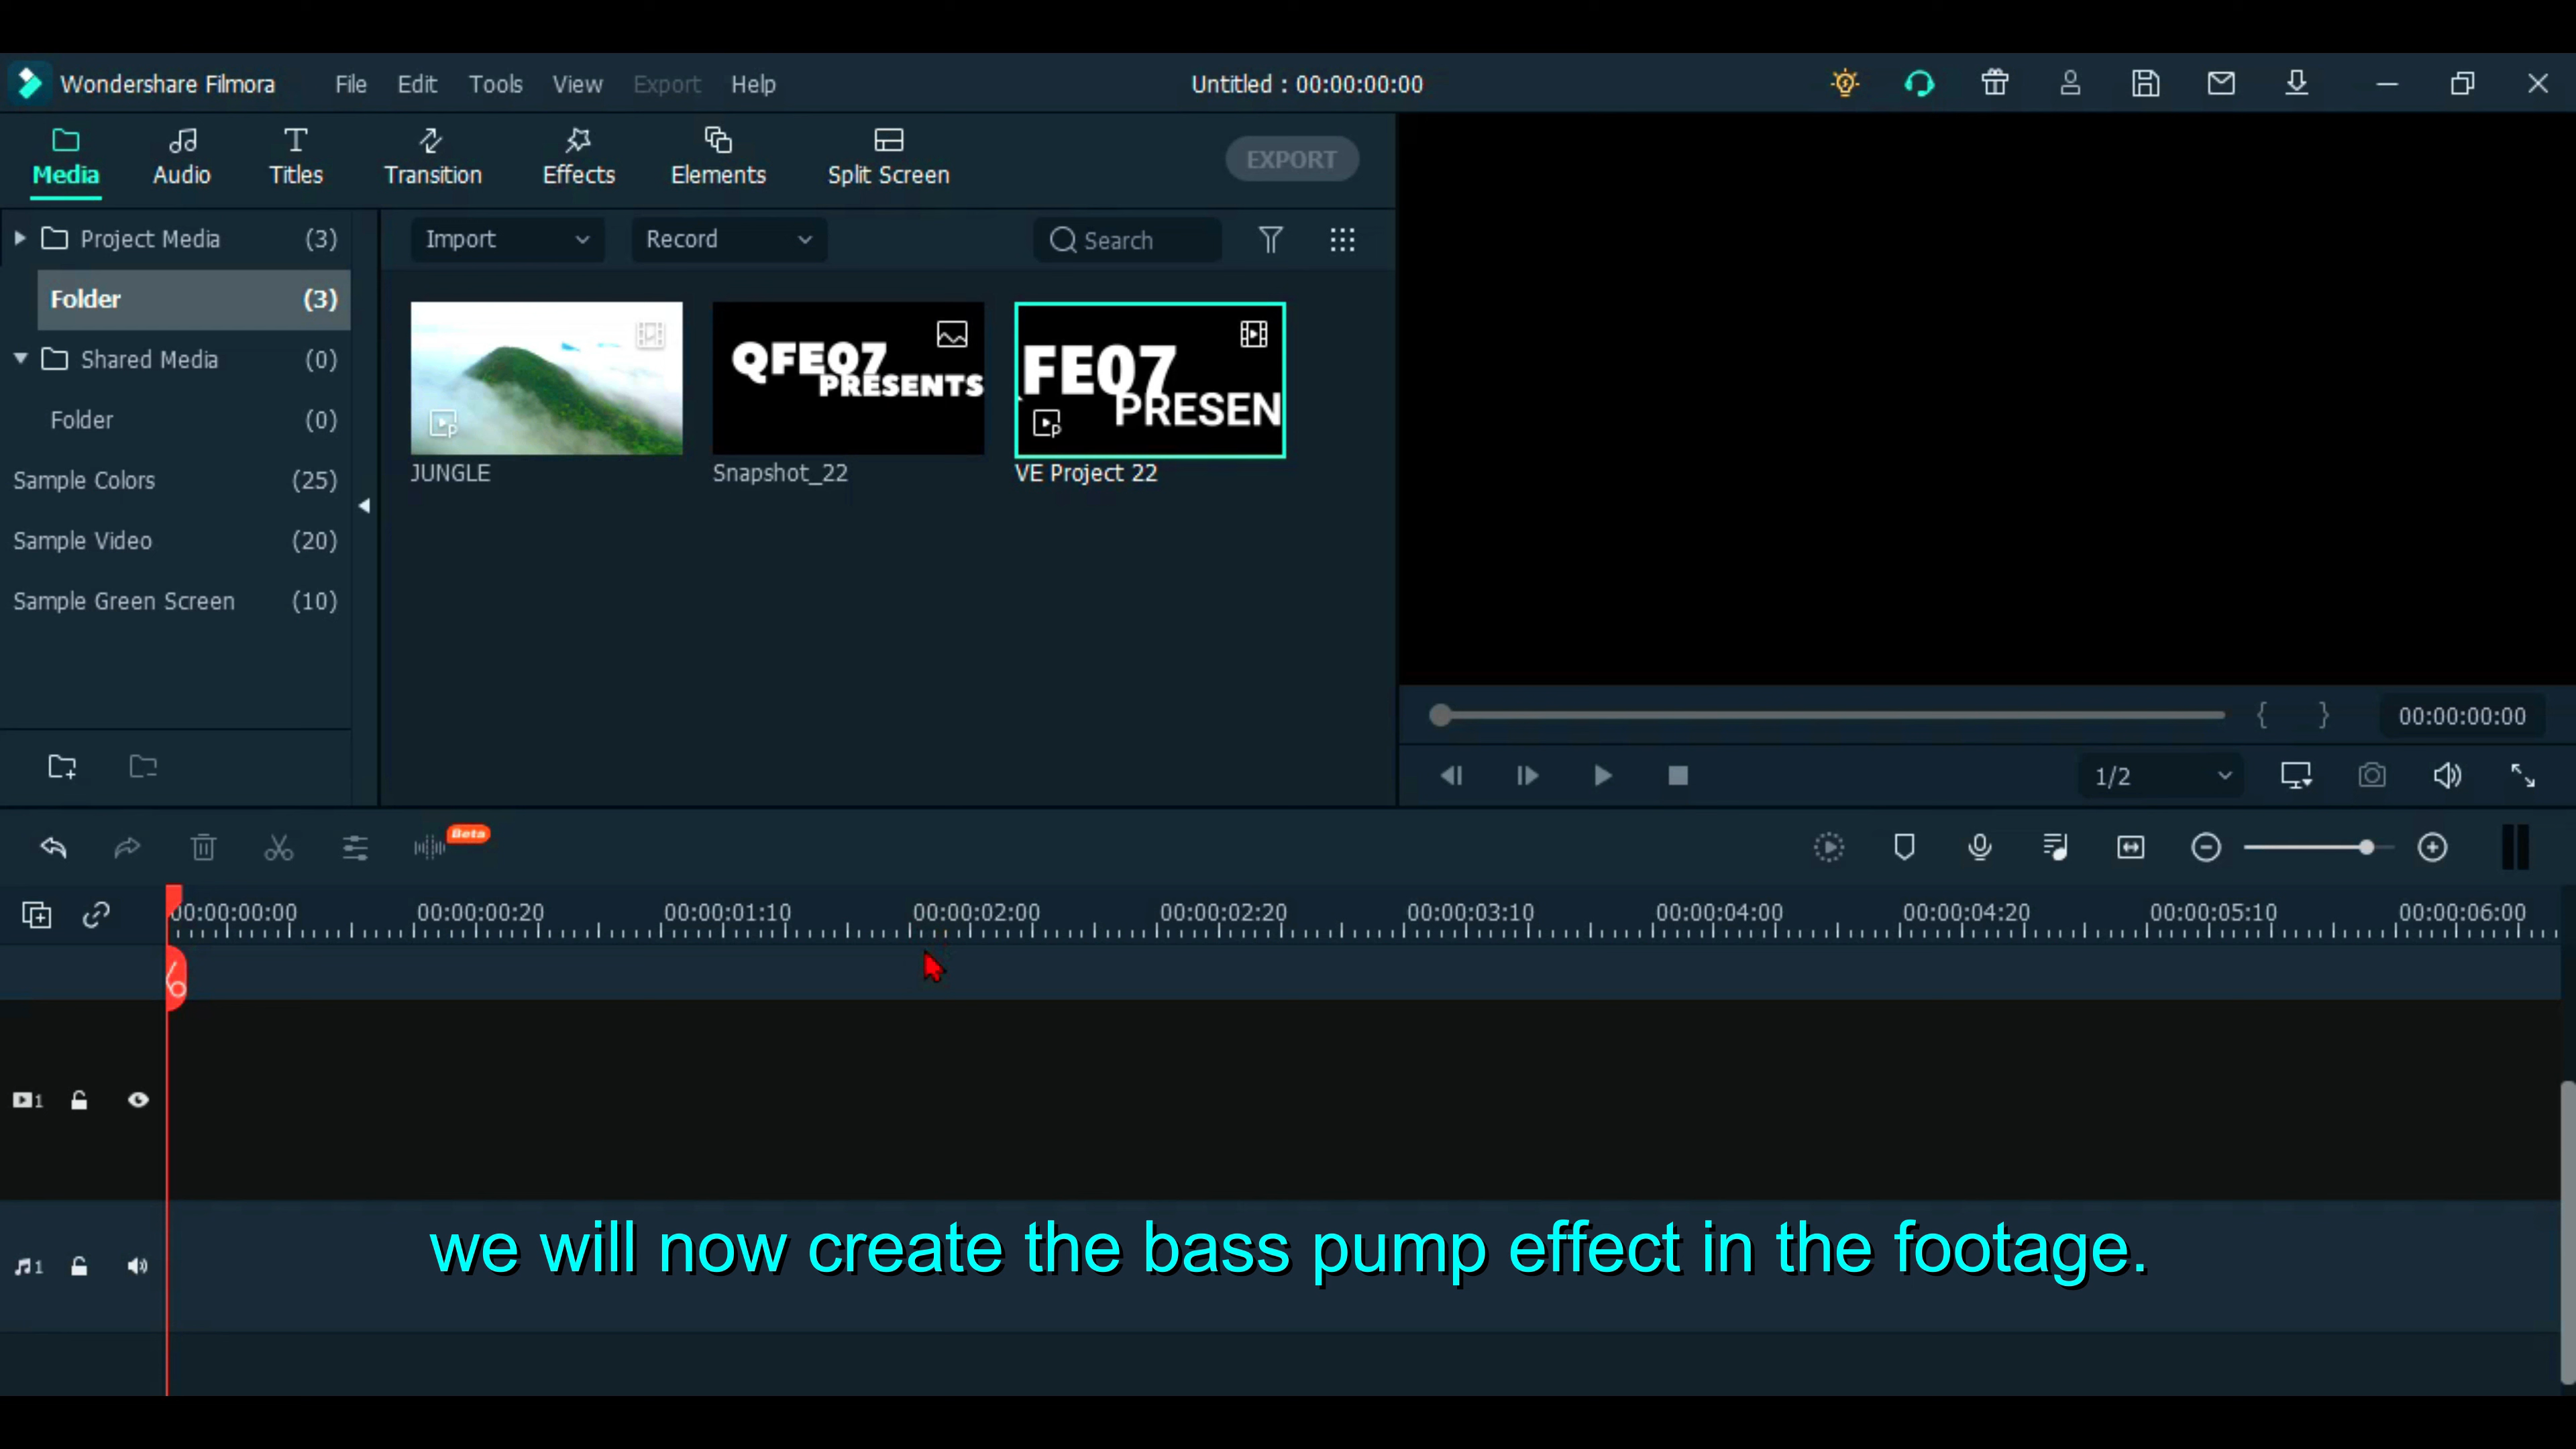 Wondershare Filmora File Edit Tools View Export Help Untitled : 00:00:00:00
Media Audio Titles Transition Effects Elements Split Screen EXPORT
Project Media (3)
Folder (3)
Shared Media (0)
Folder (0)
Sample Colors (25)
Sample Video (20)
Sample Green Screen (10)
Import Record Search
QFE07
PRESENTS
FE07
PRESEN
JUNGLE Snapshot_22 VE Project 22
{ } 00:00:00:00
1/2
Beta
00:00:00:00 00:00:00:20 00:00:01:10 00:00:02:00 00:00:02:20 00:00:03:10 00:00:04:00 00:00:04:20 00:00:05:10 00:00:06:00
1
1
we will now create the bass pump effect in the footage.